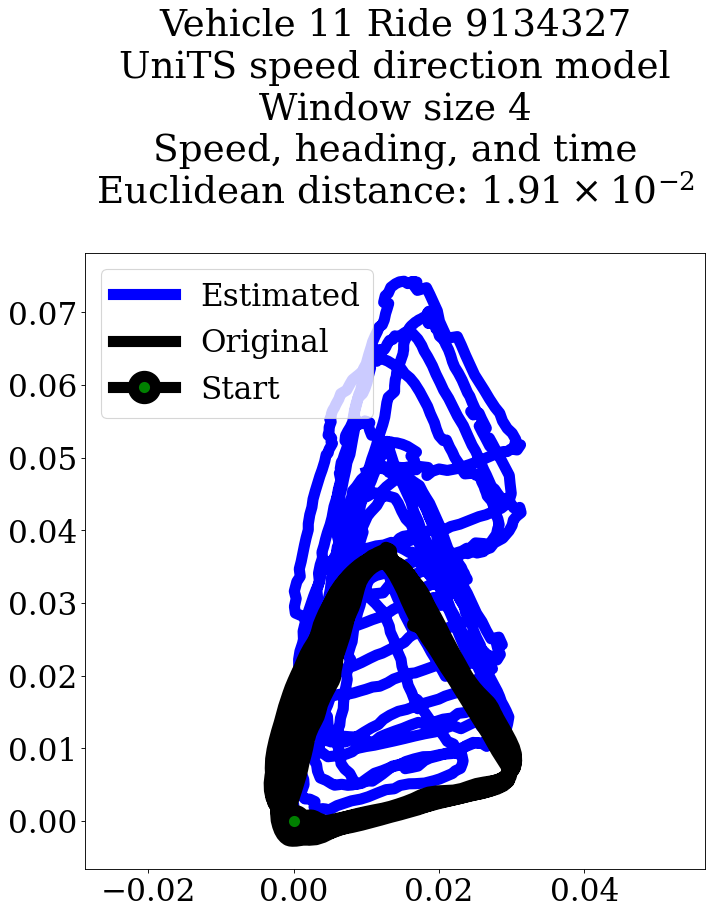 Vehicle 11 Ride 9134327
UniTS speed direction model
Window size 4
Speed, heading, and time
Euclidean distance: 1.91 × 10⁻²
Estimated
Original
Start
0.07
0.06
0.05
0.04
0.03
0.02
0.01
0.00
−0.02
0.00
0.02
0.04